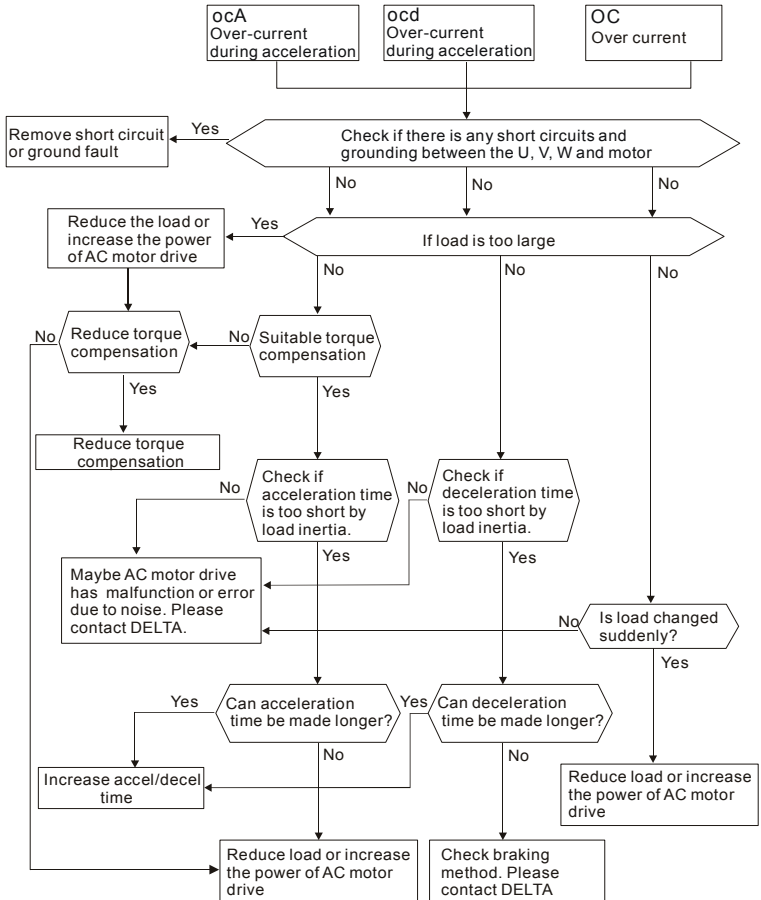 ocA
Over-current
during acceleration
ocd
Over-current
during acceleration
OC
Over current
Remove short circuit
or ground fault
Yes
Check if there is any short circuits and
grounding between the U, V, W and motor
No
No
No
Reduce the load or
increase the power
of AC motor drive
Yes
If load is too large
No
No
No
No
Reduce torque
compensation
No
Suitable torque
compensation
Yes
Yes
Reduce torque
compensation
No
Check if
acceleration time
is too short by
load inertia.
No
Check if
deceleration time
is too short by
load inertia.
Yes
Yes
Maybe AC motor drive
has malfunction or error
due to noise. Please
contact DELTA.
No
Is load changed
suddenly?
Yes
Yes
Can acceleration
time be made longer?
Yes
Can deceleration
time be made longer?
No
No
Increase accel/decel
time
Reduce load or increase
the power of AC motor
drive
Reduce load or increase
the power of AC motor
drive
Check braking
method. Please
contact DELTA